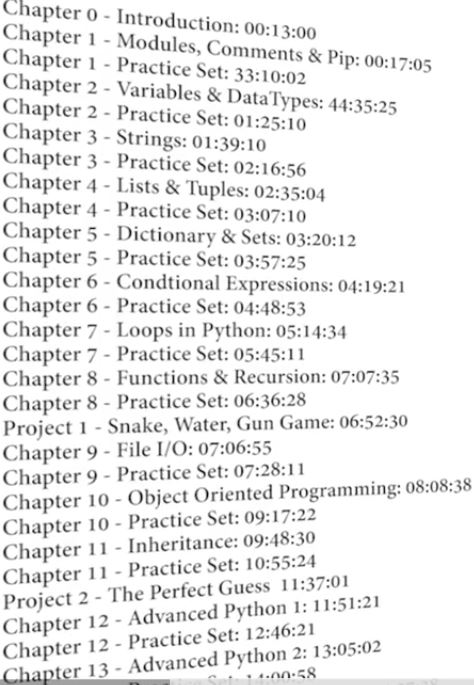 Chapter 0 - Introduction: 00:13:00
Chapter 1 - Modules, Comments & Pip: 00:17:05
Chapter 1 - Practice Set: 33:10:02
Chapter 2 - Variables & DataTypes: 44:35:25
Chapter 2 - Practice Set: 01:25:10
Chapter 3 - Strings: 01:39:10
Chapter 3 - Practice Set: 02:16:56
Chapter 4 - Lists & Tuples: 02:35:04
Chapter 4 - Practice Set: 03:07:10
Chapter 5 - Dictionary & Sets: 03:20:12
Chapter 5 - Practice Set: 03:57:25
Chapter 6 - Condtional Expressions: 04:19:21
Chapter 6 - Practice Set: 04:48:53
Chapter 7 - Loops in Python: 05:14:34
Chapter 7 - Practice Set: 05:45:11
Chapter 8 - Functions & Recursion: 07:07:35
Chapter 8 - Practice Set: 06:36:28
Project 1 - Snake, Water, Gun Game: 06:52:30
Chapter 9 - File I/O: 07:06:55
Chapter 9 - Practice Set: 07:28:11
Chapter 10 - Object Oriented Programming: 08:08:38
Chapter 10 - Practice Set: 09:17:22
Chapter 11 - Inheritance: 09:48:30
Chapter 11 - Practice Set: 10:55:24
Project 2 - The Perfect Guess 11:37:01
Chapter 12 - Advanced Python 1: 11:51:21
Chapter 12 - Practice Set: 12:46:21
Chapter 13 - Advanced Python 2: 13:05:02
14:00:58